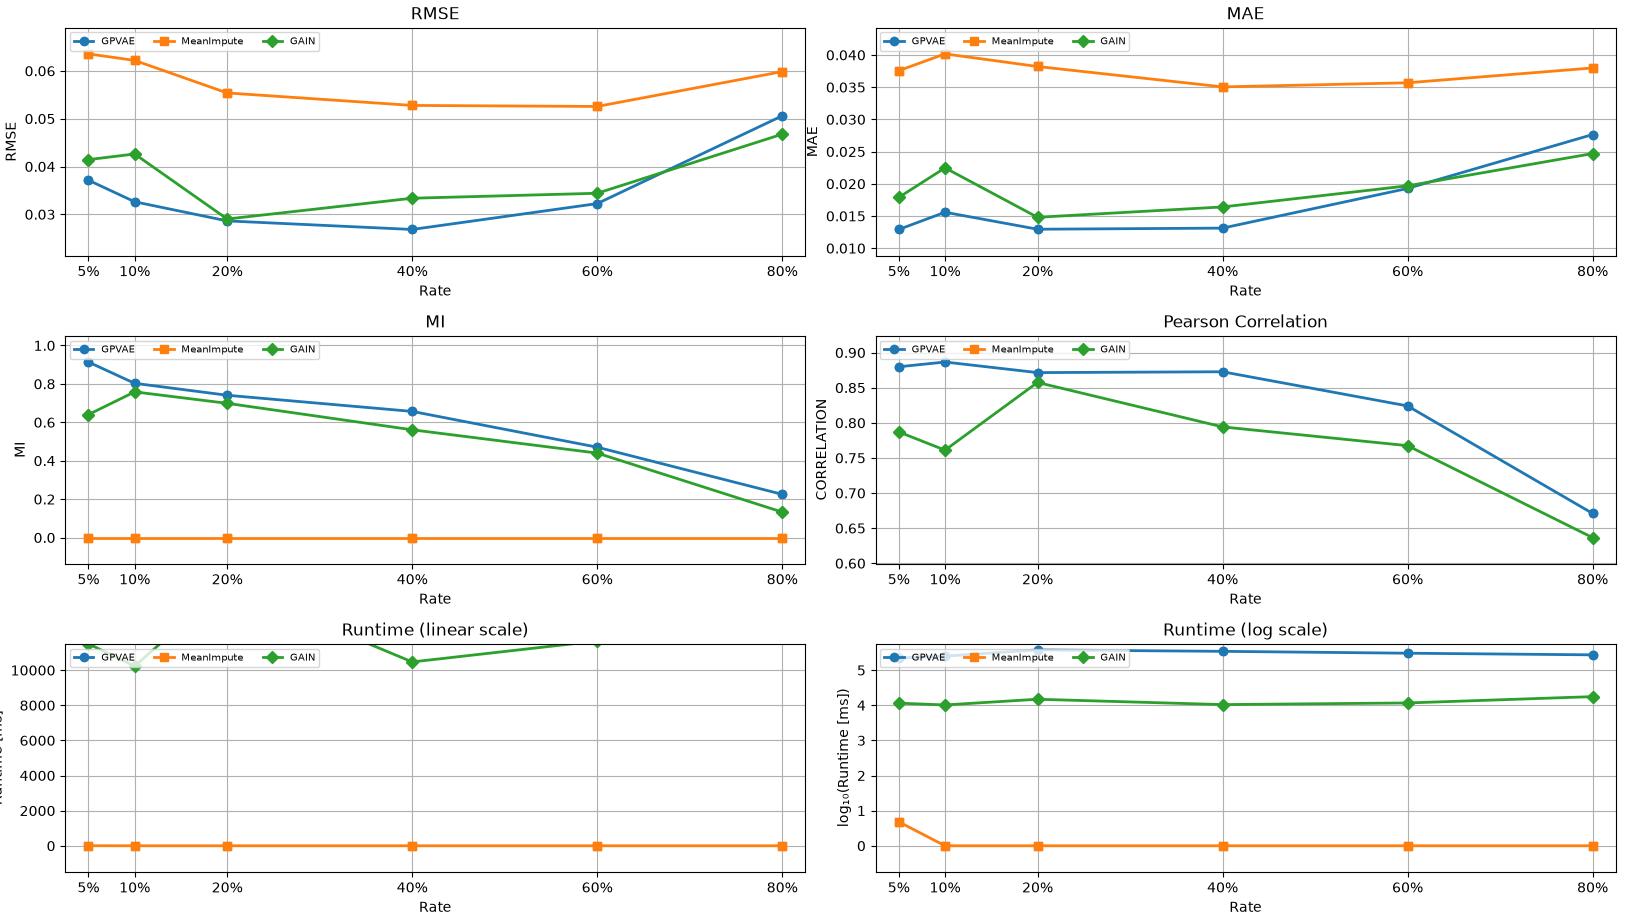 RMSE
GPVAE MeanImpute GAIN
RMSE
0.06
0.05
0.04
0.03
5% 10% 20% 40% 60% 80%
Rate
MAE
GPVAE MeanImpute GAIN
MAE
0.040
0.035
0.030
0.025
0.020
0.015
0.010
5% 10% 20% 40% 60% 80%
Rate
MI
GPVAE MeanImpute GAIN
MI
1.0
0.8
0.6
0.4
0.2
0.0
5% 10% 20% 40% 60% 80%
Rate
Pearson Correlation
GPVAE MeanImpute GAIN
CORRELATION
0.90
0.85
0.80
0.75
0.70
0.65
0.60
5% 10% 20% 40% 60% 80%
Rate
Runtime (linear scale)
GPVAE MeanImpute GAIN
10000
8000
6000
4000
2000
0
5% 10% 20% 40% 60% 80%
Rate
Runtime (log scale)
GPVAE MeanImpute GAIN
log₁₀(Runtime [ms])
5
4
3
2
1
0
5% 10% 20% 40% 60% 80%
Rate